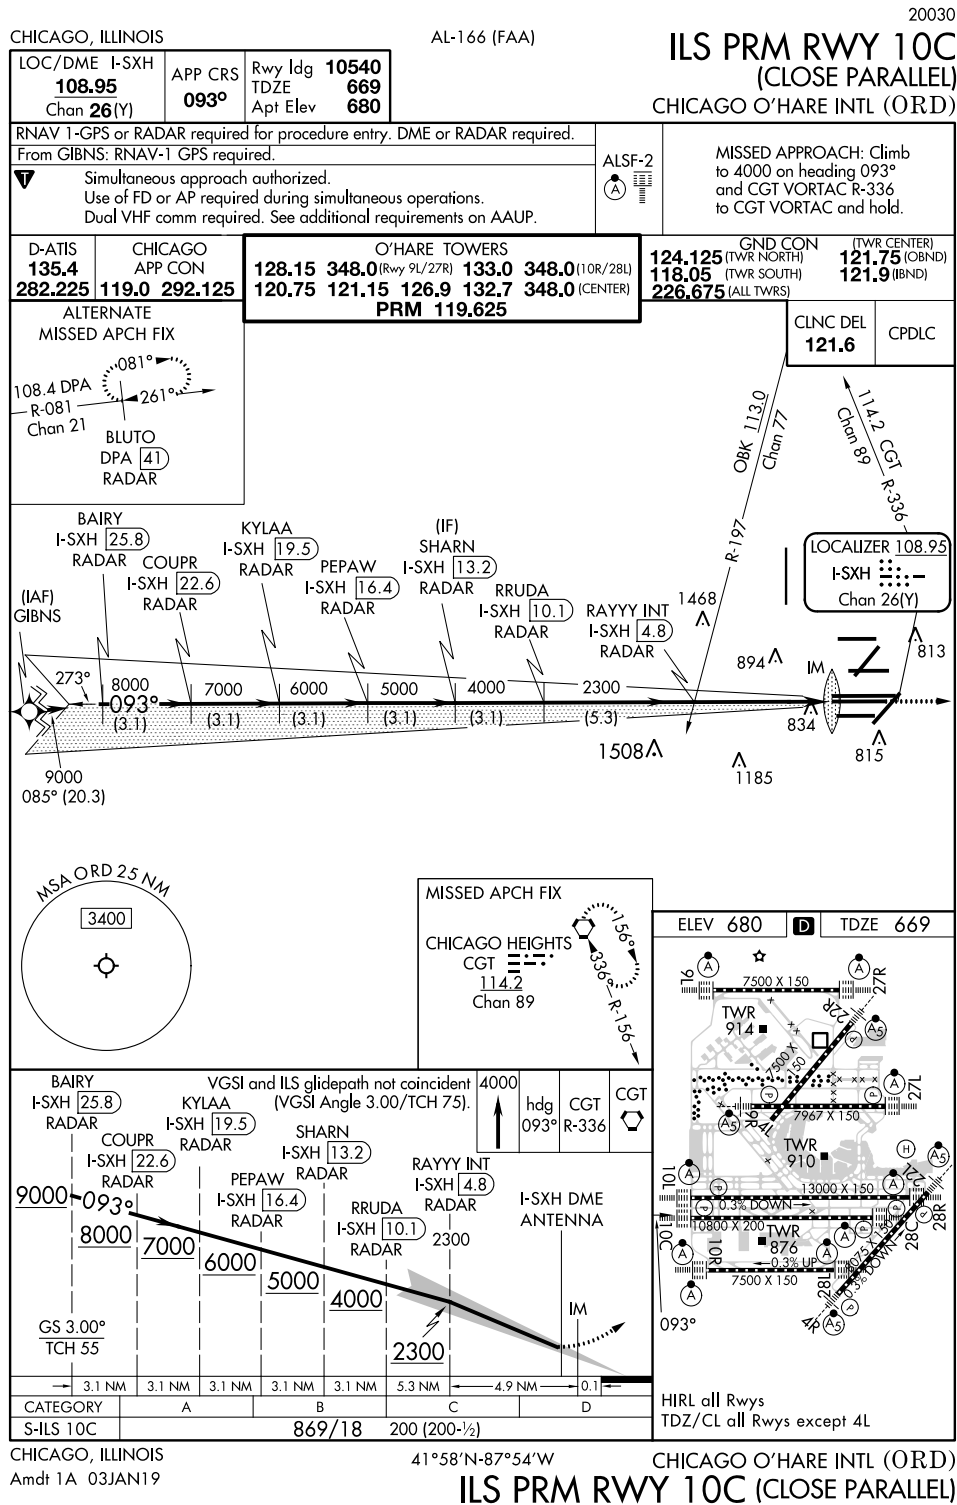 20030
CHICAGO, ILLINOIS
AL-166 (FAA)
ILS PRM RWY 10C
(CLOSE PARALLEL)
CHICAGO O'HARE INTL (ORD)
LOC/DME I-SXH
108.95
Chan 26(Y)
APP CRS
093°
Rwy ldg 10540
TDZE 669
Apt Elev 680
RNAV 1-GPS or RADAR required for procedure entry. DME or RADAR required.
From GIBNS: RNAV-1 GPS required.
T
Simultaneous approach authorized.
Use of FD or AP required during simultaneous operations.
Dual VHF comm required. See additional requirements on AAUP.
ALSF-2
A
MISSED APPROACH: Climb
to 4000 on heading 093°
and CGT VORTAC R-336
to CGT VORTAC and hold.
D-ATIS
135.4
282.225
CHICAGO
APP CON
119.0 292.125
O'HARE TOWERS
128.15 348.0 (Rwy 9L/27R) 133.0 348.0 (10R/28L)
120.75 121.15 126.9 132.7 348.0 (CENTER)
PRM 119.625
GND CON
124.125 (TWR NORTH)
118.05 (TWR SOUTH)
226.675 (ALL TWRS)
(TWR CENTER)
121.75 (OBND)
121.9 (IBND)
CLNC DEL
121.6
CPDLC
ALTERNATE
MISSED APCH FIX
081°
261°
108.4 DPA
R-081
Chan 21
BLUTO
DPA 41
RADAR
OBK 113.0
Chan 77
R-197
114.2 CGT
Chan 89
R-336
LOCALIZER 108.95
I-SXH
Chan 26(Y)
(IAF)
GIBNS
BAIRY
I-SXH 25.8
RADAR
COUPR
I-SXH 22.6
RADAR
KYLAA
I-SXH 19.5
RADAR
PEPAW
I-SXH 16.4
RADAR
(IF)
SHARN
I-SXH 13.2
RADAR
RRUDA
I-SXH 10.1
RADAR
RAYYY INT
I-SXH 4.8
RADAR
1468
894
IM
813
834
815
1508
1185
273°
8000
093°
(3.1)
7000
(3.1)
6000
(3.1)
5000
(3.1)
4000
(3.1)
2300
(5.3)
9000
085° (20.3)
MSA ORD 25 NM
3400
MISSED APCH FIX
CHICAGO HEIGHTS
CGT
114.2
Chan 89
156°
336°
R-156
ELEV 680
D
TDZE 669
9L
7500 X 150
27R
TWR
914
22R
7500 X
150
9R
4L
7967 X 150
27L
TWR
910
H
22L
10L
13000 X 150
28R
0.3% DOWN
10C
10800 X 200
28C
TWR
876
0.3% UP
10R
7500 X 150
28L
8075 X 150
0.3% DOWN
4R
093°
HIRL all Rwys
TDZ/CL all Rwys except 4L
VGSI and ILS glidepath not coincident
(VGSI Angle 3.00/TCH 75).
4000
hdg
093°
CGT
R-336
CGT
BAIRY
I-SXH 25.8
RADAR
COUPR
I-SXH 22.6
RADAR
KYLAA
I-SXH 19.5
RADAR
PEPAW
I-SXH 16.4
RADAR
SHARN
I-SXH 13.2
RADAR
RRUDA
I-SXH 10.1
RADAR
RAYYY INT
I-SXH 4.8
RADAR
2300
I-SXH DME
ANTENNA
IM
9000
093°
8000
7000
6000
5000
4000
2300
GS 3.00°
TCH 55
3.1 NM 3.1 NM 3.1 NM 3.1 NM 3.1 NM 5.3 NM 4.9 NM 0.1
CATEGORY A B C D
S-ILS 10C 869/18 200 (200-½)
CHICAGO, ILLINOIS
Amdt 1A 03JAN19
41°58'N-87°54'W
CHICAGO O'HARE INTL (ORD)
ILS PRM RWY 10C (CLOSE PARALLEL)